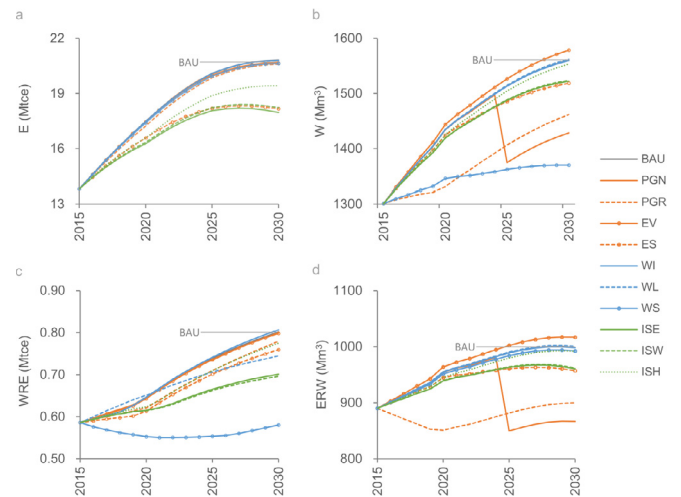 a
22
19
16
13
E (Mtoe)
BAU
2015
2020
2025
2030
b
1600
1500
1400
1300
W (Mm³)
BAU
2015
2020
2025
2030
c
0.90
0.80
0.70
0.60
0.50
WRE (Mtoe)
BAU
2015
2020
2025
2030
d
1100
1000
900
800
ERW (Mm³)
BAU
2015
2020
2025
2030
BAU
PGN
PGR
EV
ES
WI
WL
WS
ISE
ISW
ISH